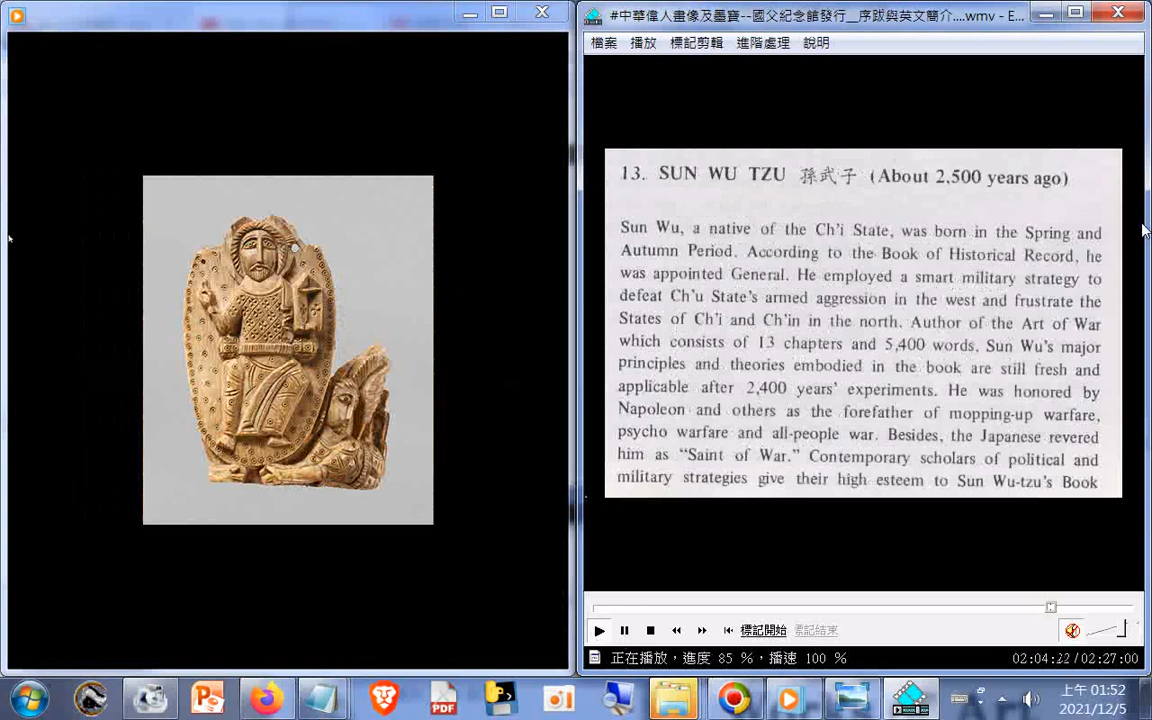 #中華偉人畫像及墨寶--國父紀念館發行__序跋與英文簡介....wmv - E...
檔案 播放 標記剪輯 進階處理 說明
13. SUN WU TZU 孫武子 (About 2,500 years ago)
Sun Wu, a native of the Ch'i State, was born in the Spring and
Autumn Period. According to the Book of Historical Record, he
was appointed General. He employed a smart military strategy to
defeat Ch'u State's armed aggression in the west and frustrate the
States of Ch'i and Ch'in in the north. Author of the Art of War
which consists of 13 chapters and 5,400 words, Sun Wu's major
principles and theories embodied in the book are still fresh and
applicable after 2,400 years' experiments. He was honored by
Napoleon and others as the forefather of mopping-up warfare,
psycho warfare and all-people war. Besides, the Japanese revered
him as "Saint of War." Contemporary scholars of political and
military strategies give their high esteem to Sun Wu-tzu's Book
標記開始 標記結束
正在播放，進度 85 %，播速 100 %
02:04:22 / 02:27:00
PDF
上午 01:52
2021/12/5